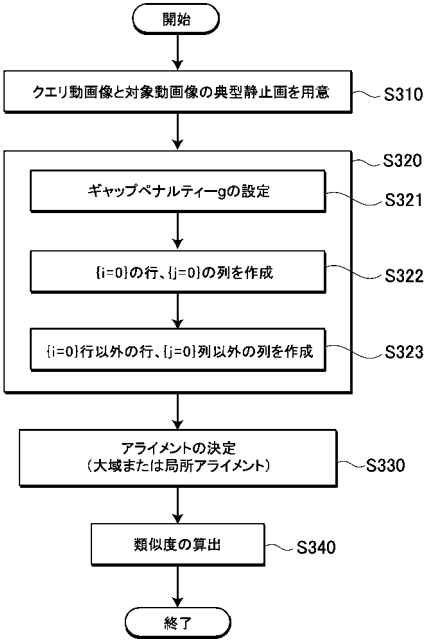 開始
クエリ動画像と対象動画像の典型静止画を用意
S310
S320
ギャップペナルティーgの設定
S321
{i=0}の行、{j=0}の列を作成
S322
{i=0}行以外の行、{j=0}列以外の列を作成
S323
アライメントの決定
（大域または局所アライメント）
S330
類似度の算出
S340
終了